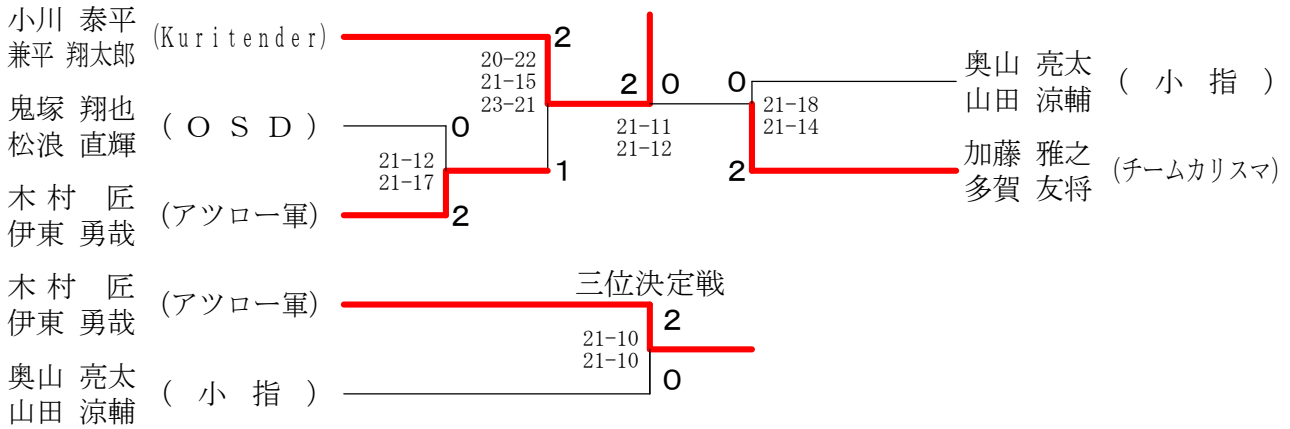 小川 泰平
兼平 翔太郎
(Kuritender)
2
20-22
21-15
23-21
2
0
0
奥山 亮太
山田 涼輔
( 小 指 )
鬼塚 翔也
松浪 直輝
(OSD)
0
21-18
21-14
21-11
21-12
21-12
21-17
1
2
加藤 雅之
多賀 友将
(チームカリスマ)
木村 匠
伊東 勇哉
(アツロー軍)
2
三位決定戦
木村 匠
伊東 勇哉
(アツロー軍)
2
21-10
21-10
0
奥山 亮太
山田 涼輔
( 小 指 )